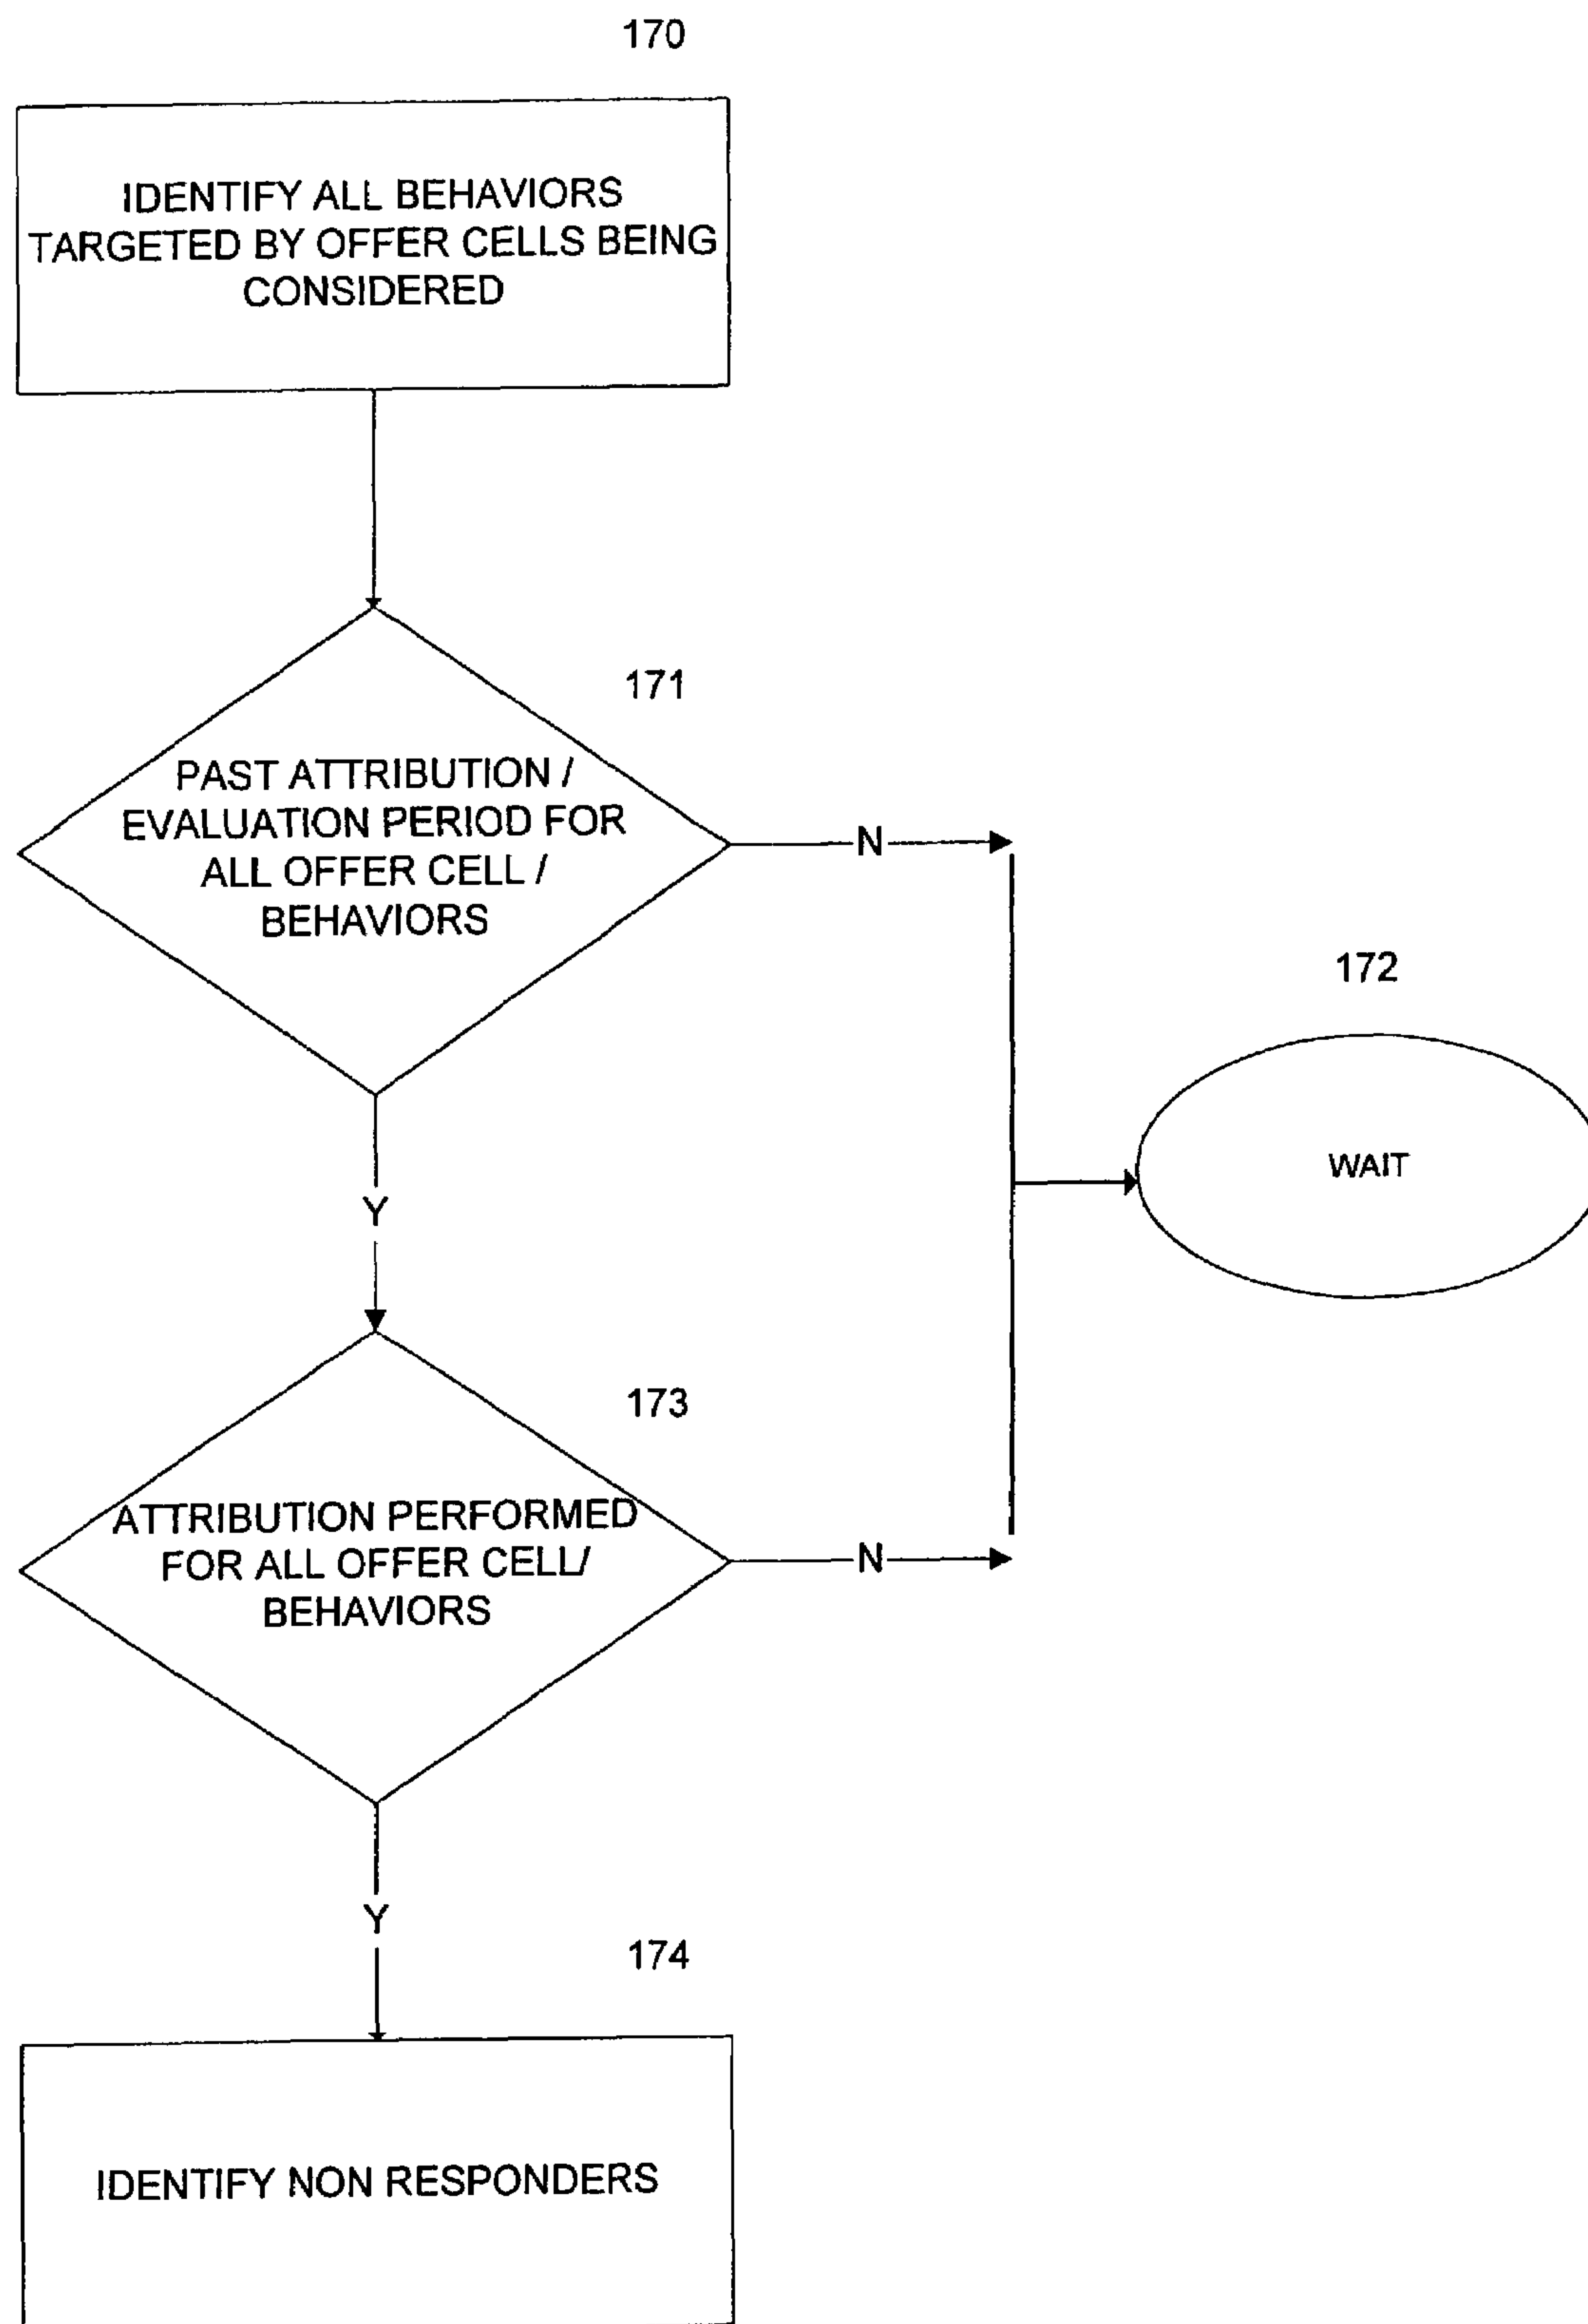 170
IDENTIFY ALL BEHAVIORS
TARGETED BY OFFER CELLS BEING
CONSIDERED
171
PAST ATTRIBUTION /
EVALUATION PERIOD FOR
ALL OFFER CELL /
BEHAVIORS
N
172
WAIT
Y
173
ATTRIBUTION PERFORMED
FOR ALL OFFER CELL/
BEHAVIORS
N
Y
174
IDENTIFY NON RESPONDERS